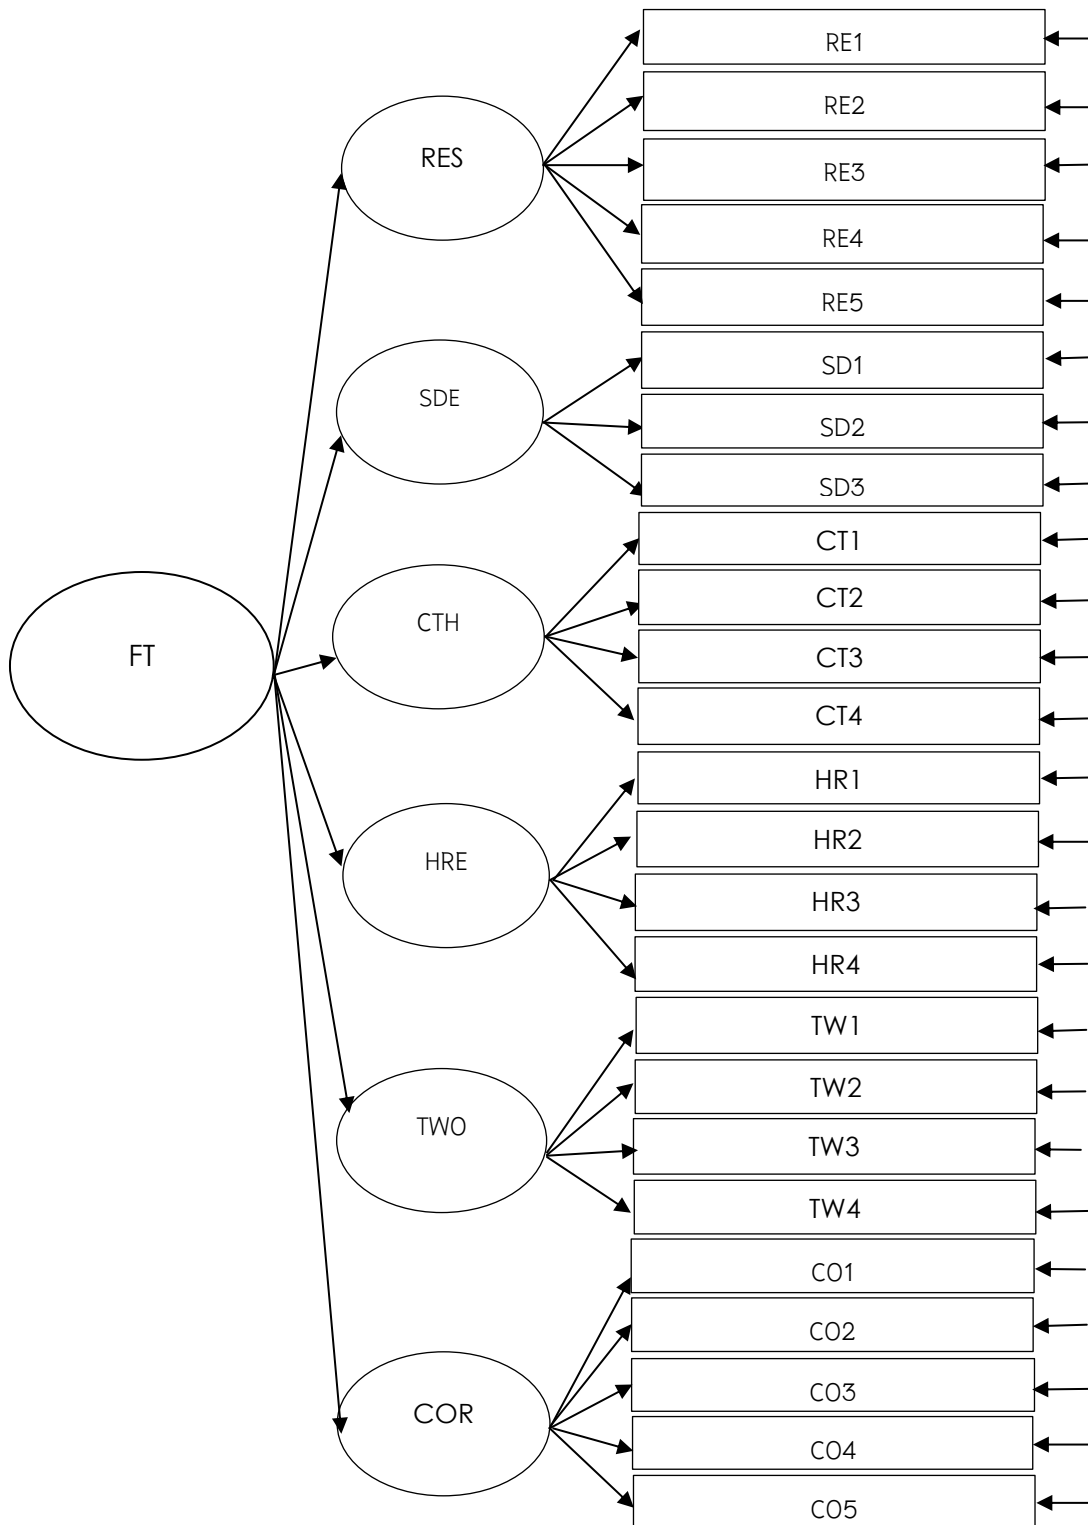 RE1
RE2
RES
RE3
RE4
RE5
SD1
SDE
SD2
SD3
CT1
CT2
CTH
FT
CT3
CT4
HR1
HR2
HRE
HR3
HR4
TW1
TW2
TWO
TW3
TW4
CO1
CO2
CO3
COR
CO4
CO5